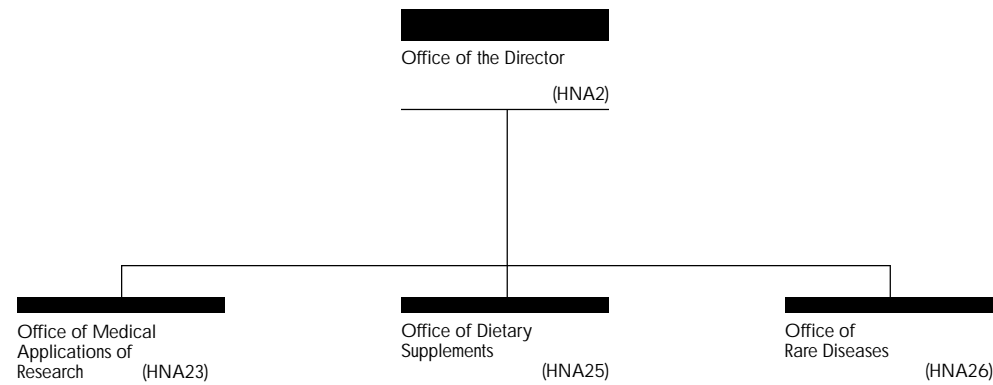 Office of the Director
(HNA2)
Office of Medical
Applications of
Research (HNA23)
Office of Dietary
Supplements
(HNA25)
Office of
Rare Diseases
(HNA26)